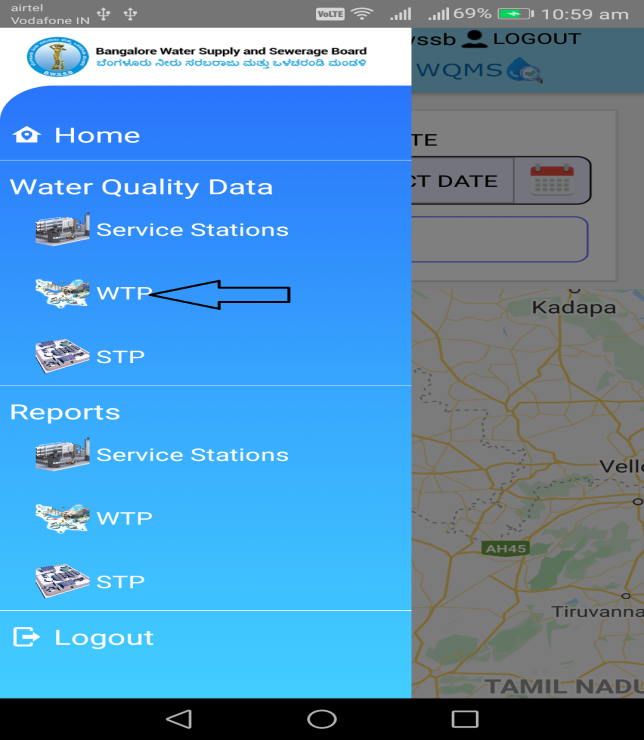 airtel
Vodafone IN
VoLTE
69%
10:59 am
Bangalore Water Supply and Sewerage Board
ಬೆಂಗಳೂರು ನೀರು ಸರಬರಾಜು ಮತ್ತು ಒಳಚರಂಡಿ ಮಂಡಳಿ
B.W.S.S.B
vssb LOGOUT
WQMS
Home
TE
CT DATE
Water Quality Data
Service Stations
WTP
STP
Kadapa
Reports
Service Stations
Vell
WTP
AH45
STP
Tiruvanna
Logout
TAMIL NADU